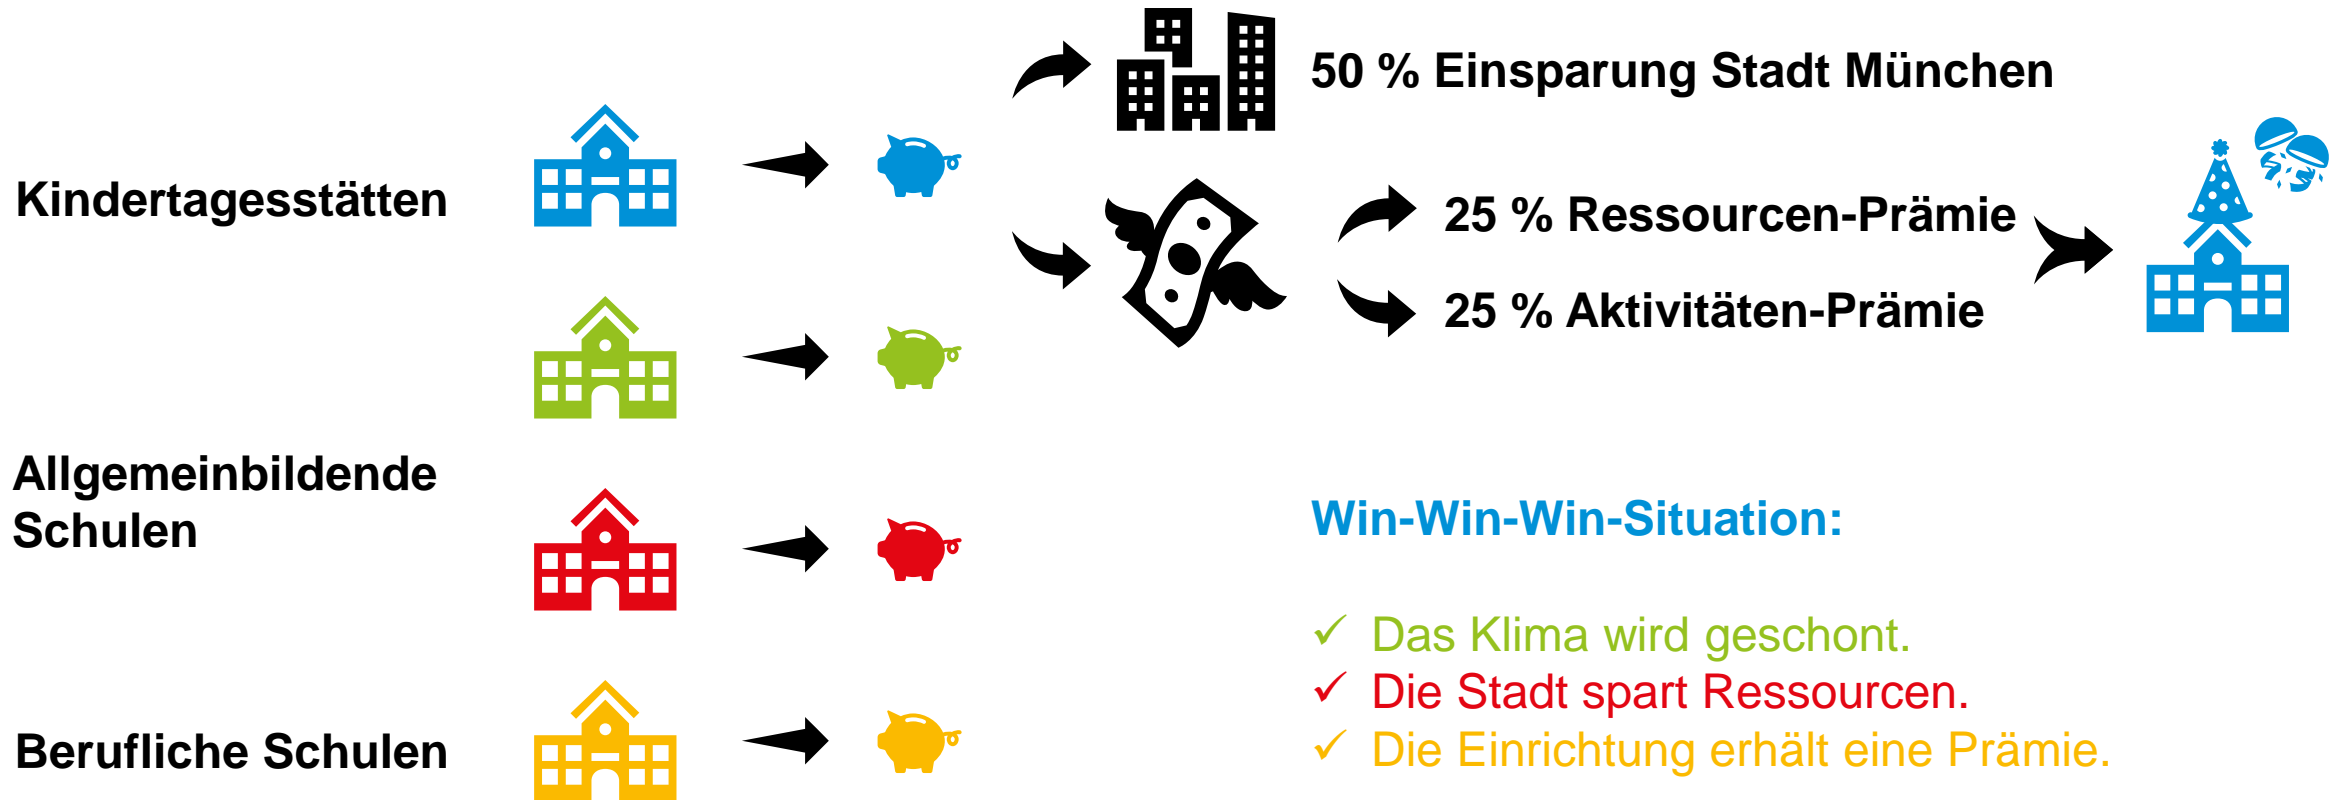 50 % Einsparung Stadt München
Kindertagesstätten
25 % Ressourcen-Prämie
25 % Aktivitäten-Prämie
Allgemeinbildende
Schulen
Berufliche Schulen
Win-Win-Win-Situation:
✓ Das Klima wird geschont.
✓ Die Stadt spart Ressourcen.
✓ Die Einrichtung erhält eine Prämie.